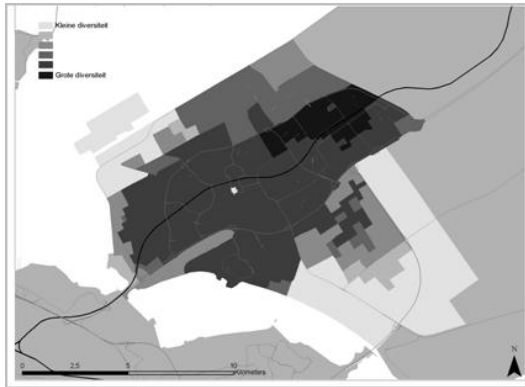 Kleine diversiteit
Grote diversiteit
N
0 2,5 5 10
Kilometers